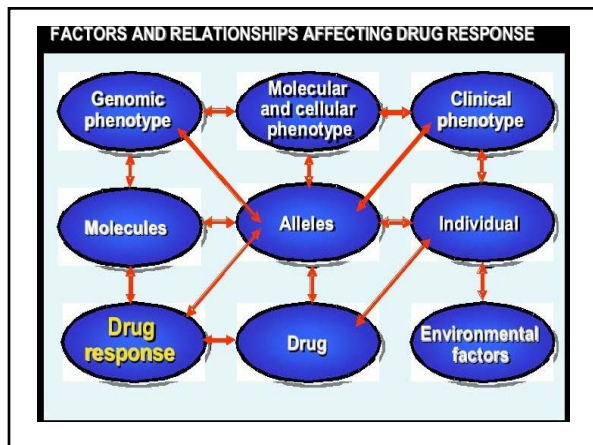 FACTORS AND RELATIONSHIPS AFFECTING DRUG RESPONSE
Genomic
phenotype
Molecular
and cellular
phenotype
Clinical
phenotype
Molecules
Alleles
Individual
Drug
response
Drug
Environmental
factors